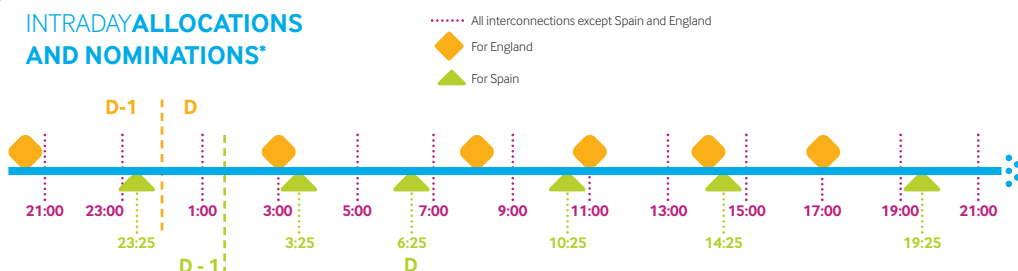 INTRADAY ALLOCATIONS
AND NOMINATIONS*
All interconnections except Spain and England
For England
For Spain
D-1 D
21:00 23:00 1:00 3:00 5:00 7:00 9:00 11:00 13:00 15:00 17:00 19:00 21:00
23:25 3:25 6:25 10:25 14:25 19:25
D - 1 D